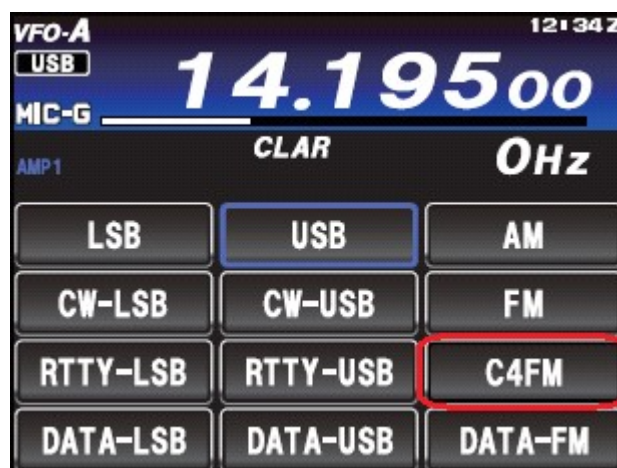 VFO-A 12:34Z
USB 14.19500
MIC-G
AMP1 CLAR 0Hz
LSB USB AM
CW-LSB CW-USB FM
RTTY-LSB RTTY-USB C4FM
DATA-LSB DATA-USB DATA-FM